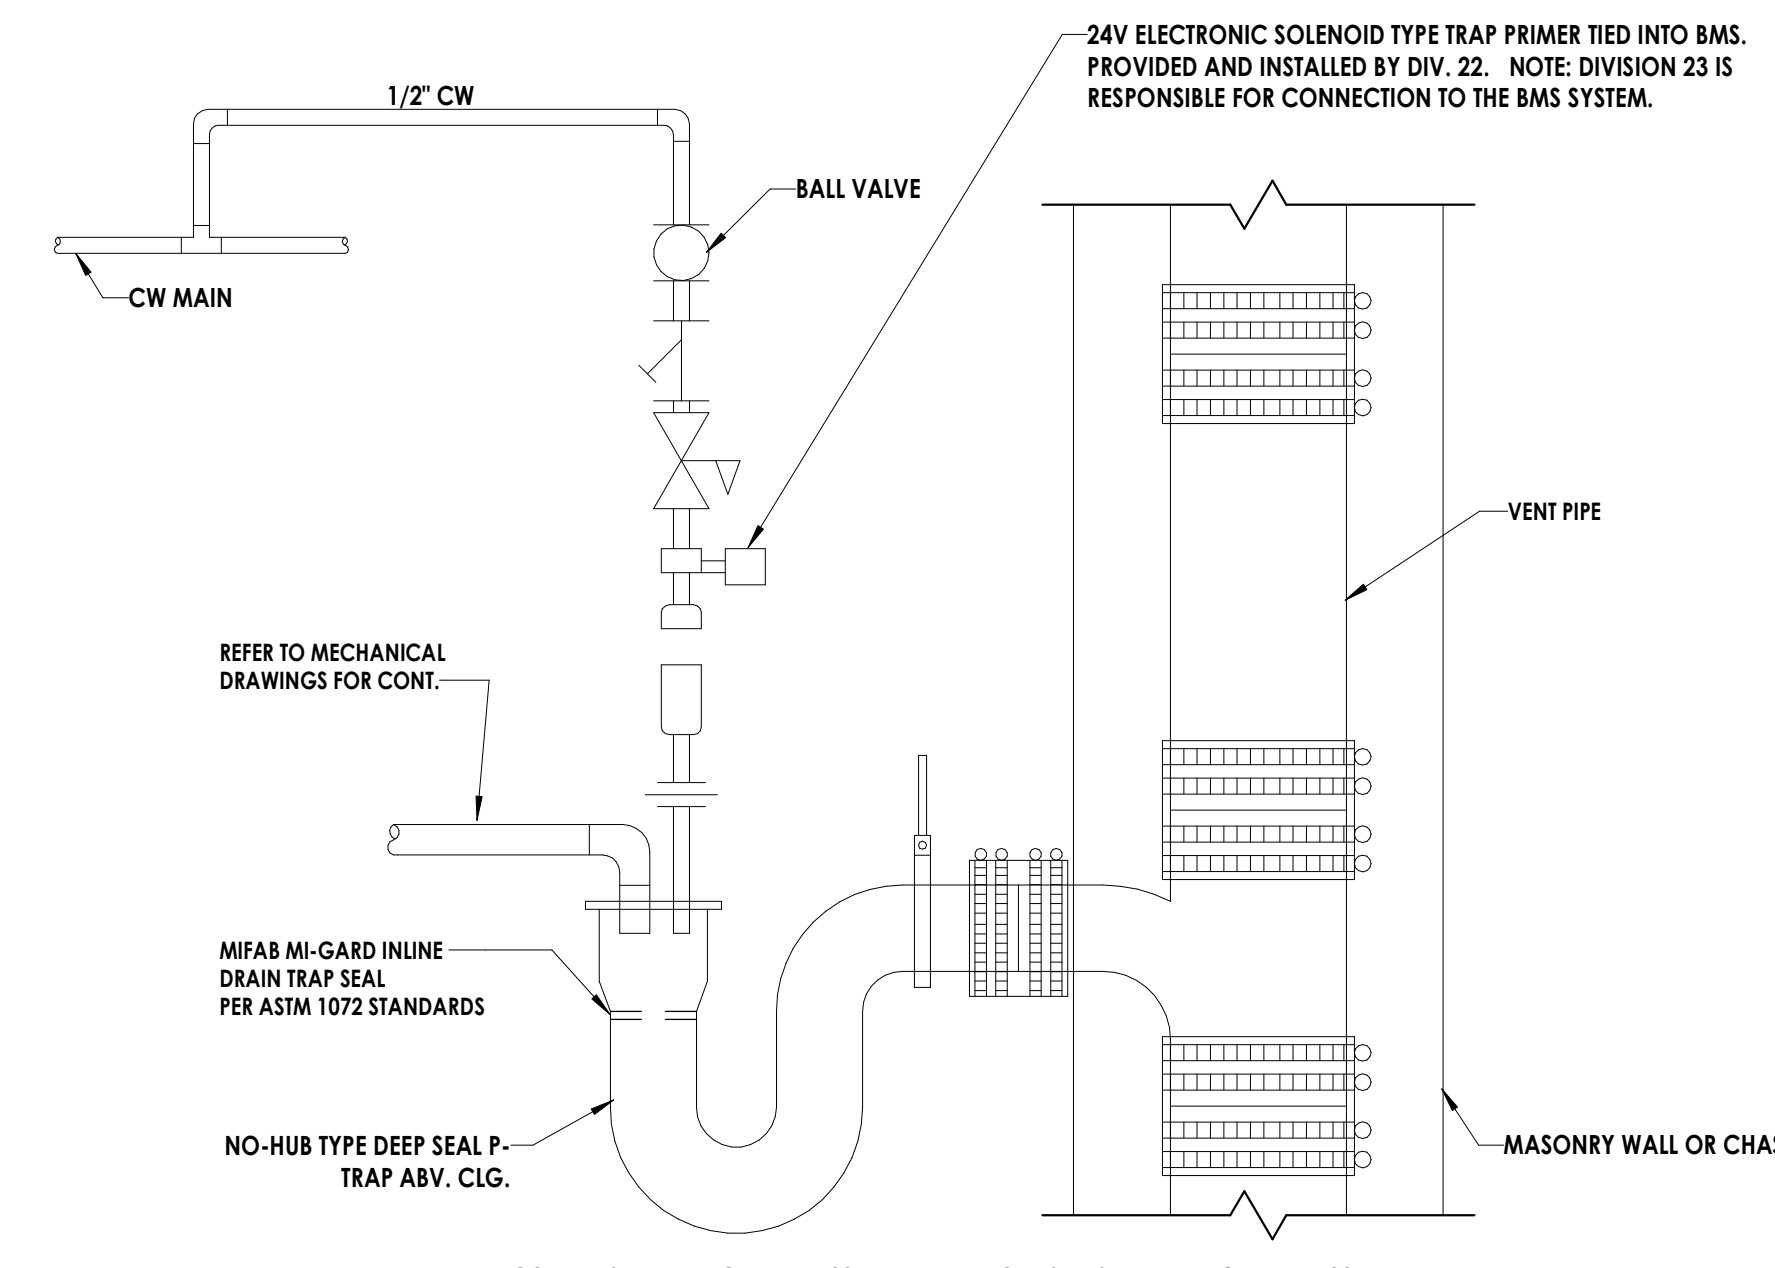 24V ELECTRONIC SOLENOID TYPE TRAP PRIMER TIED INTO BMS.
PROVIDED AND INSTALLED BY DIV. 22. NOTE: DIVISION 23 IS
RESPONSIBLE FOR CONNECTION TO THE BMS SYSTEM.
1/2" CW
BALL VALVE
CW MAIN
VENT PIPE
REFER TO MECHANICAL
DRAWINGS FOR CONT.
MIFAB MI-GARD INLINE
DRAIN TRAP SEAL
PER ASTM 1072 STANDARDS
NO-HUB TYPE DEEP SEAL P-
TRAP ABV. CLG.
MASONRY WALL OR